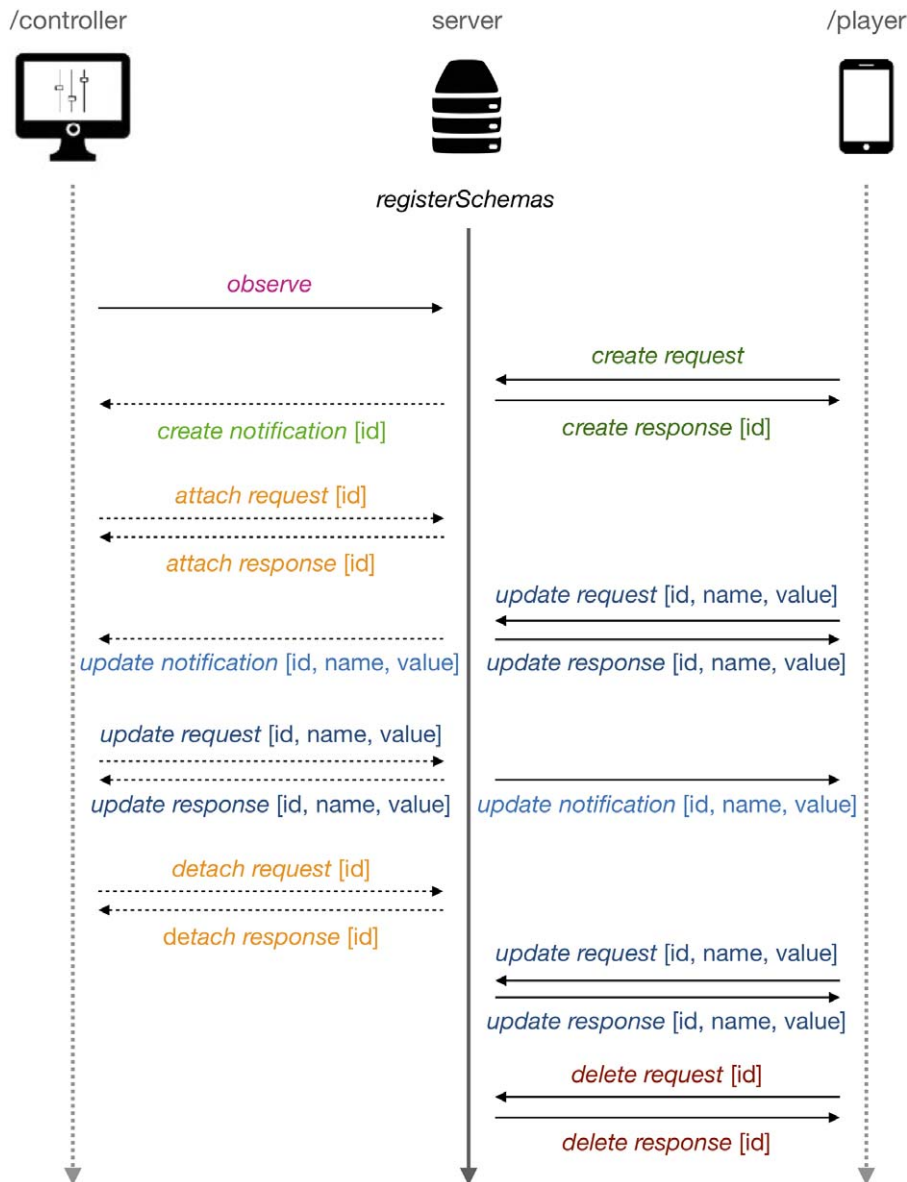 /controller
server
/player
registerSchemas
observe
create request
create notification [id]
create response [id]
attach request [id]
attach response [id]
update request [id, name, value]
update notification [id, name, value]
update response [id, name, value]
update request [id, name, value]
update response [id, name, value]
update notification [id, name, value]
detach request [id]
detach response [id]
update request [id, name, value]
update response [id, name, value]
delete request [id]
delete response [id]